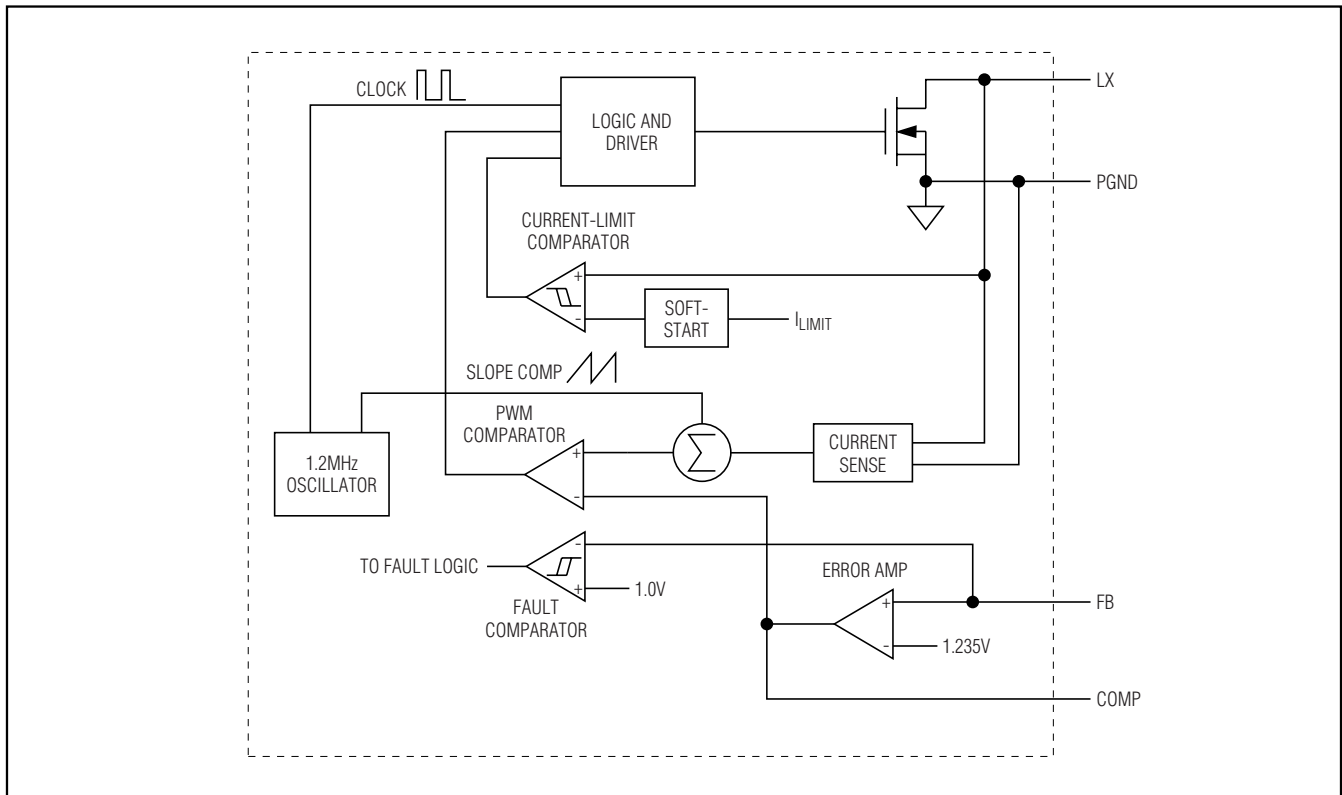 CLOCK
LOGIC AND
DRIVER
LX
PGND
CURRENT-LIMIT
COMPARATOR
+
-
SOFT-
START
ILIMIT
SLOPE COMP
PWM
COMPARATOR
+
-
Σ
CURRENT
SENSE
1.2MHz
OSCILLATOR
TO FAULT LOGIC
-
+
1.0V
FAULT
COMPARATOR
ERROR AMP
+
-
1.235V
FB
COMP